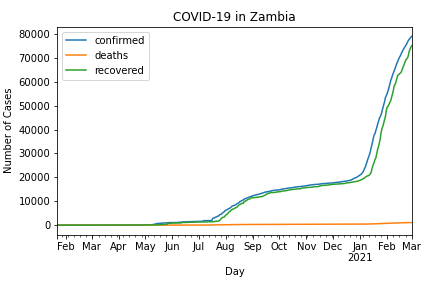 COVID-19 in Zambia
confirmed
deaths
recovered
80000
70000
60000
50000
40000
30000
20000
10000
0
Number of Cases
Feb Mar Apr May Jun Jul Aug Sep Oct Nov Dec Jan Feb Mar
2021
Day